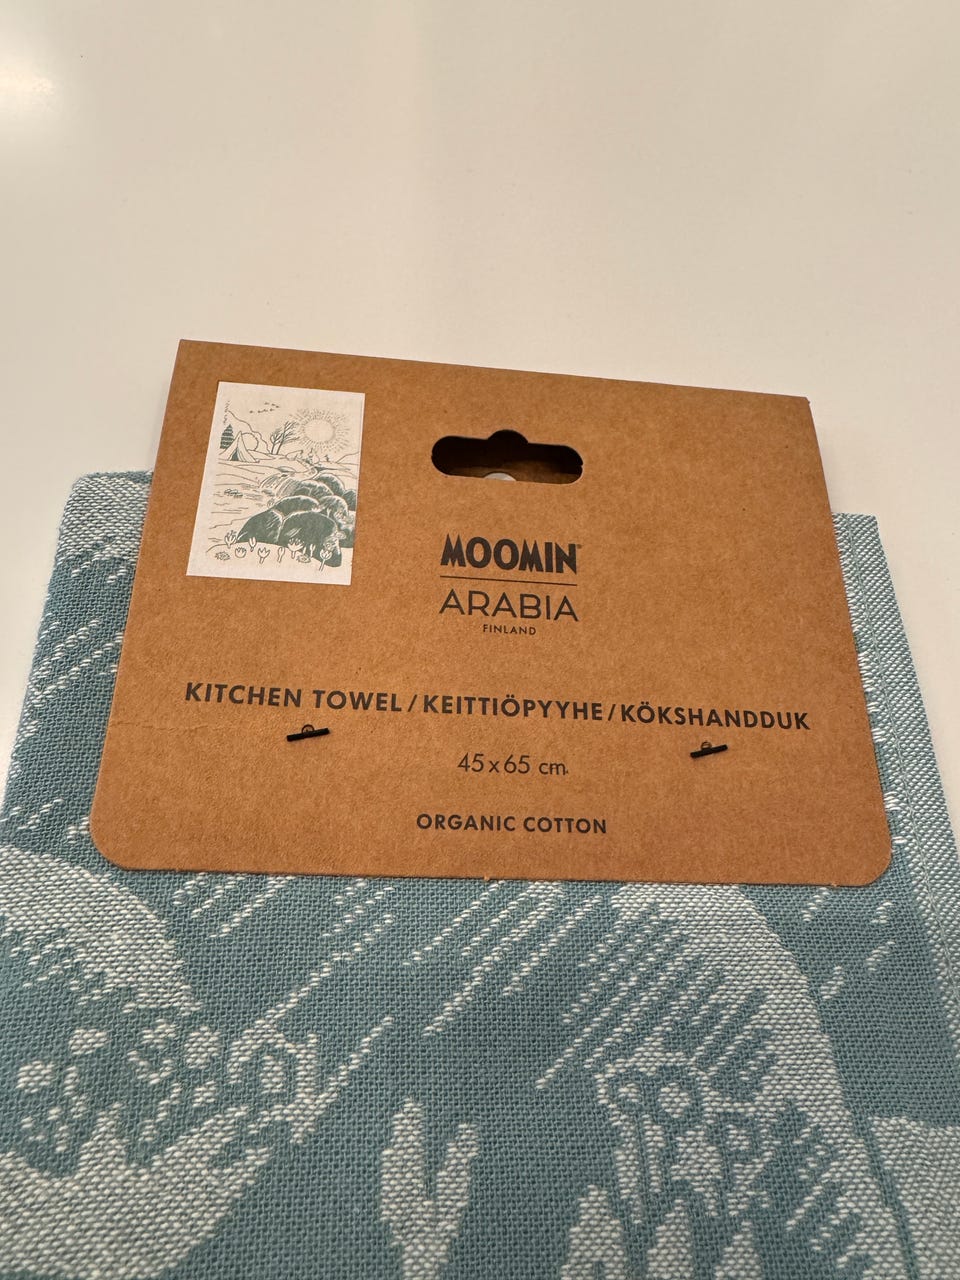 MOOMIN
ARABIA
FINLAND
KITCHEN TOWEL/KEITTIÖPYYHE/KÖKSHANDDUK
45 x 65 cm
ORGANIC COTTON